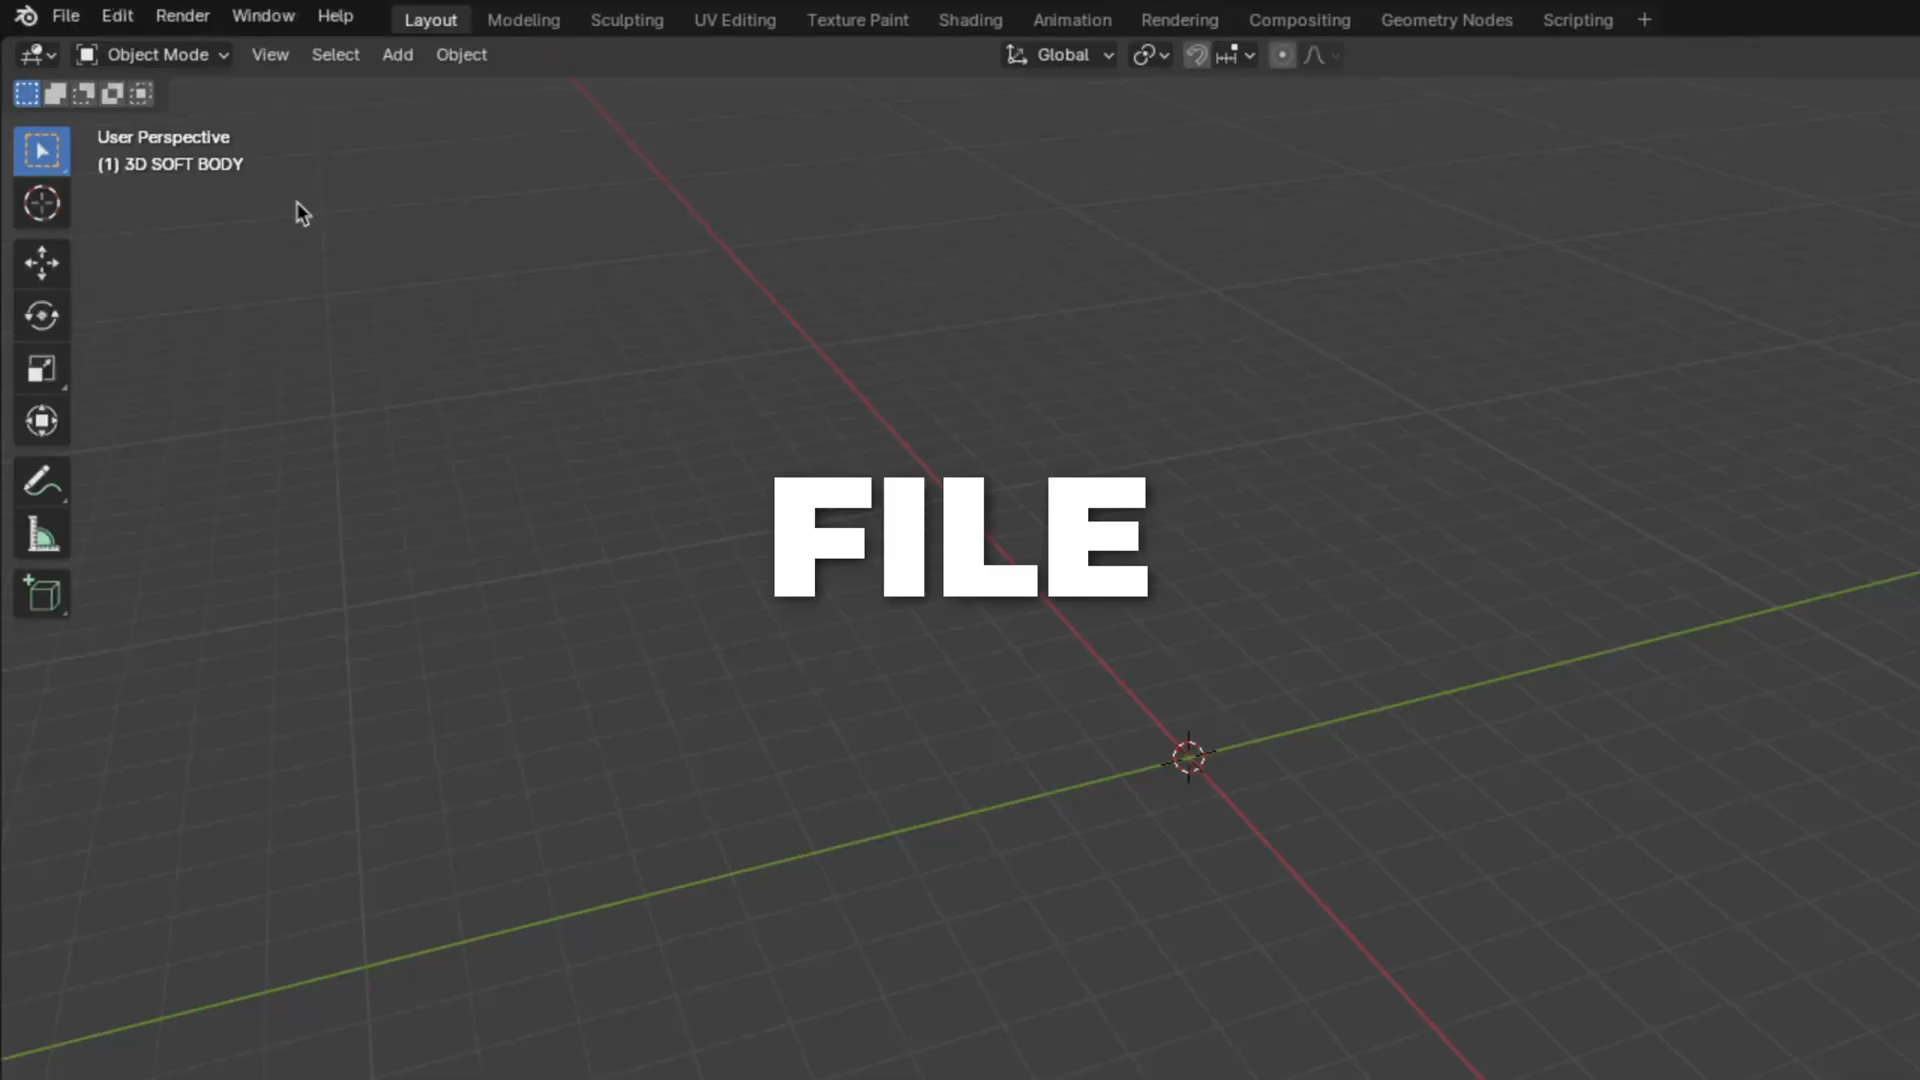 File Edit Render Window Help Layout Modeling Sculpting UV Editing Texture Paint Shading Animation Rendering Compositing Geometry Nodes Scripting +
Object Mode View Select Add Object Global
User Perspective
(1) 3D SOFT BODY
FILE